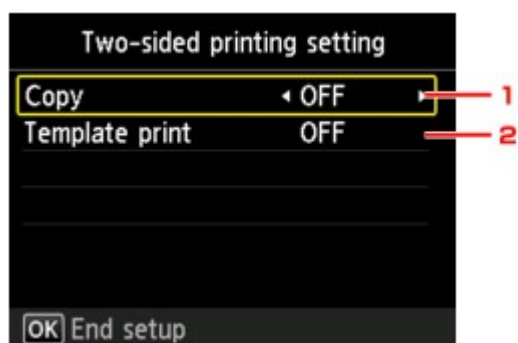 Two-sided printing setting
Copy OFF 1
Template print OFF 2
OK End setup